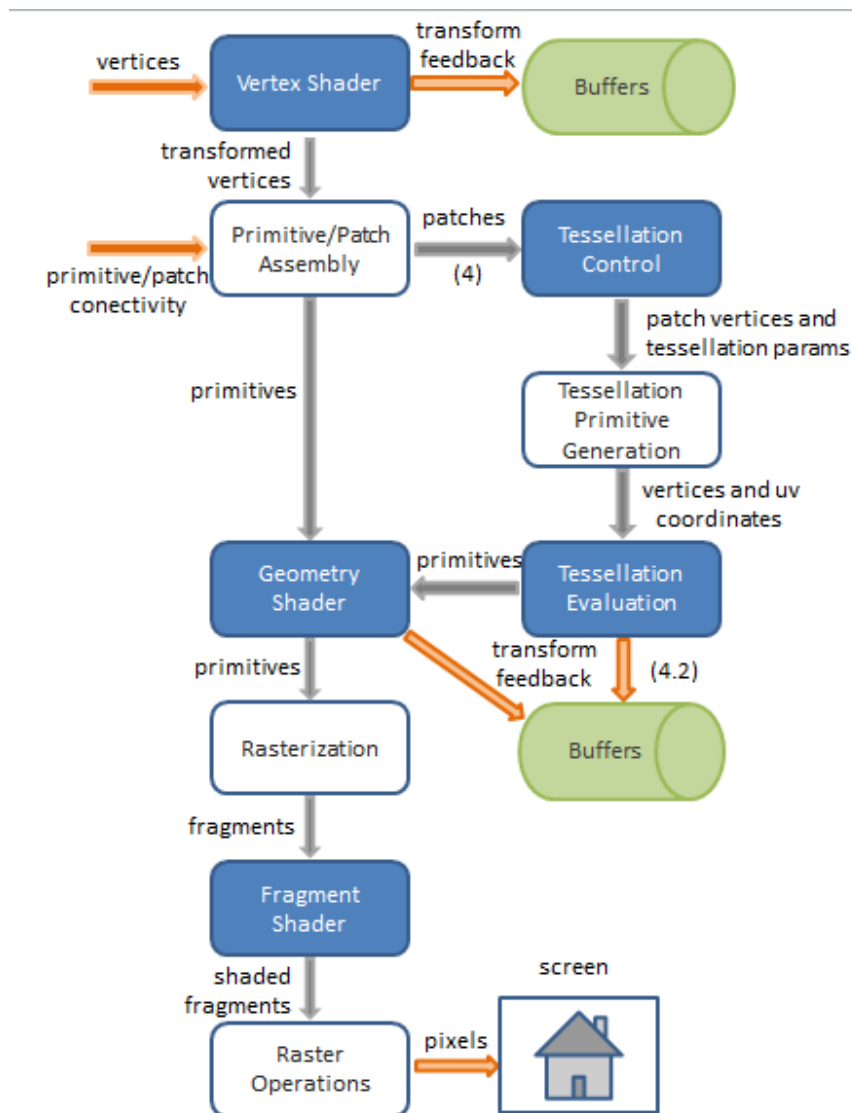 vertices
Vertex Shader
transform
feedback
Buffers
transformed
vertices
primitive/patch
conectivity
Primitive/Patch
Assembly
patches
(4)
Tessellation
Control
patch vertices and
tessellation params
primitives
Tessellation
Primitive
Generation
vertices and uv
coordinates
Geometry
Shader
primitives
Tessellation
Evaluation
primitives
transform
feedback
(4.2)
Rasterization
Buffers
fragments
Fragment
Shader
shaded
fragments
screen
Raster
Operations
pixels